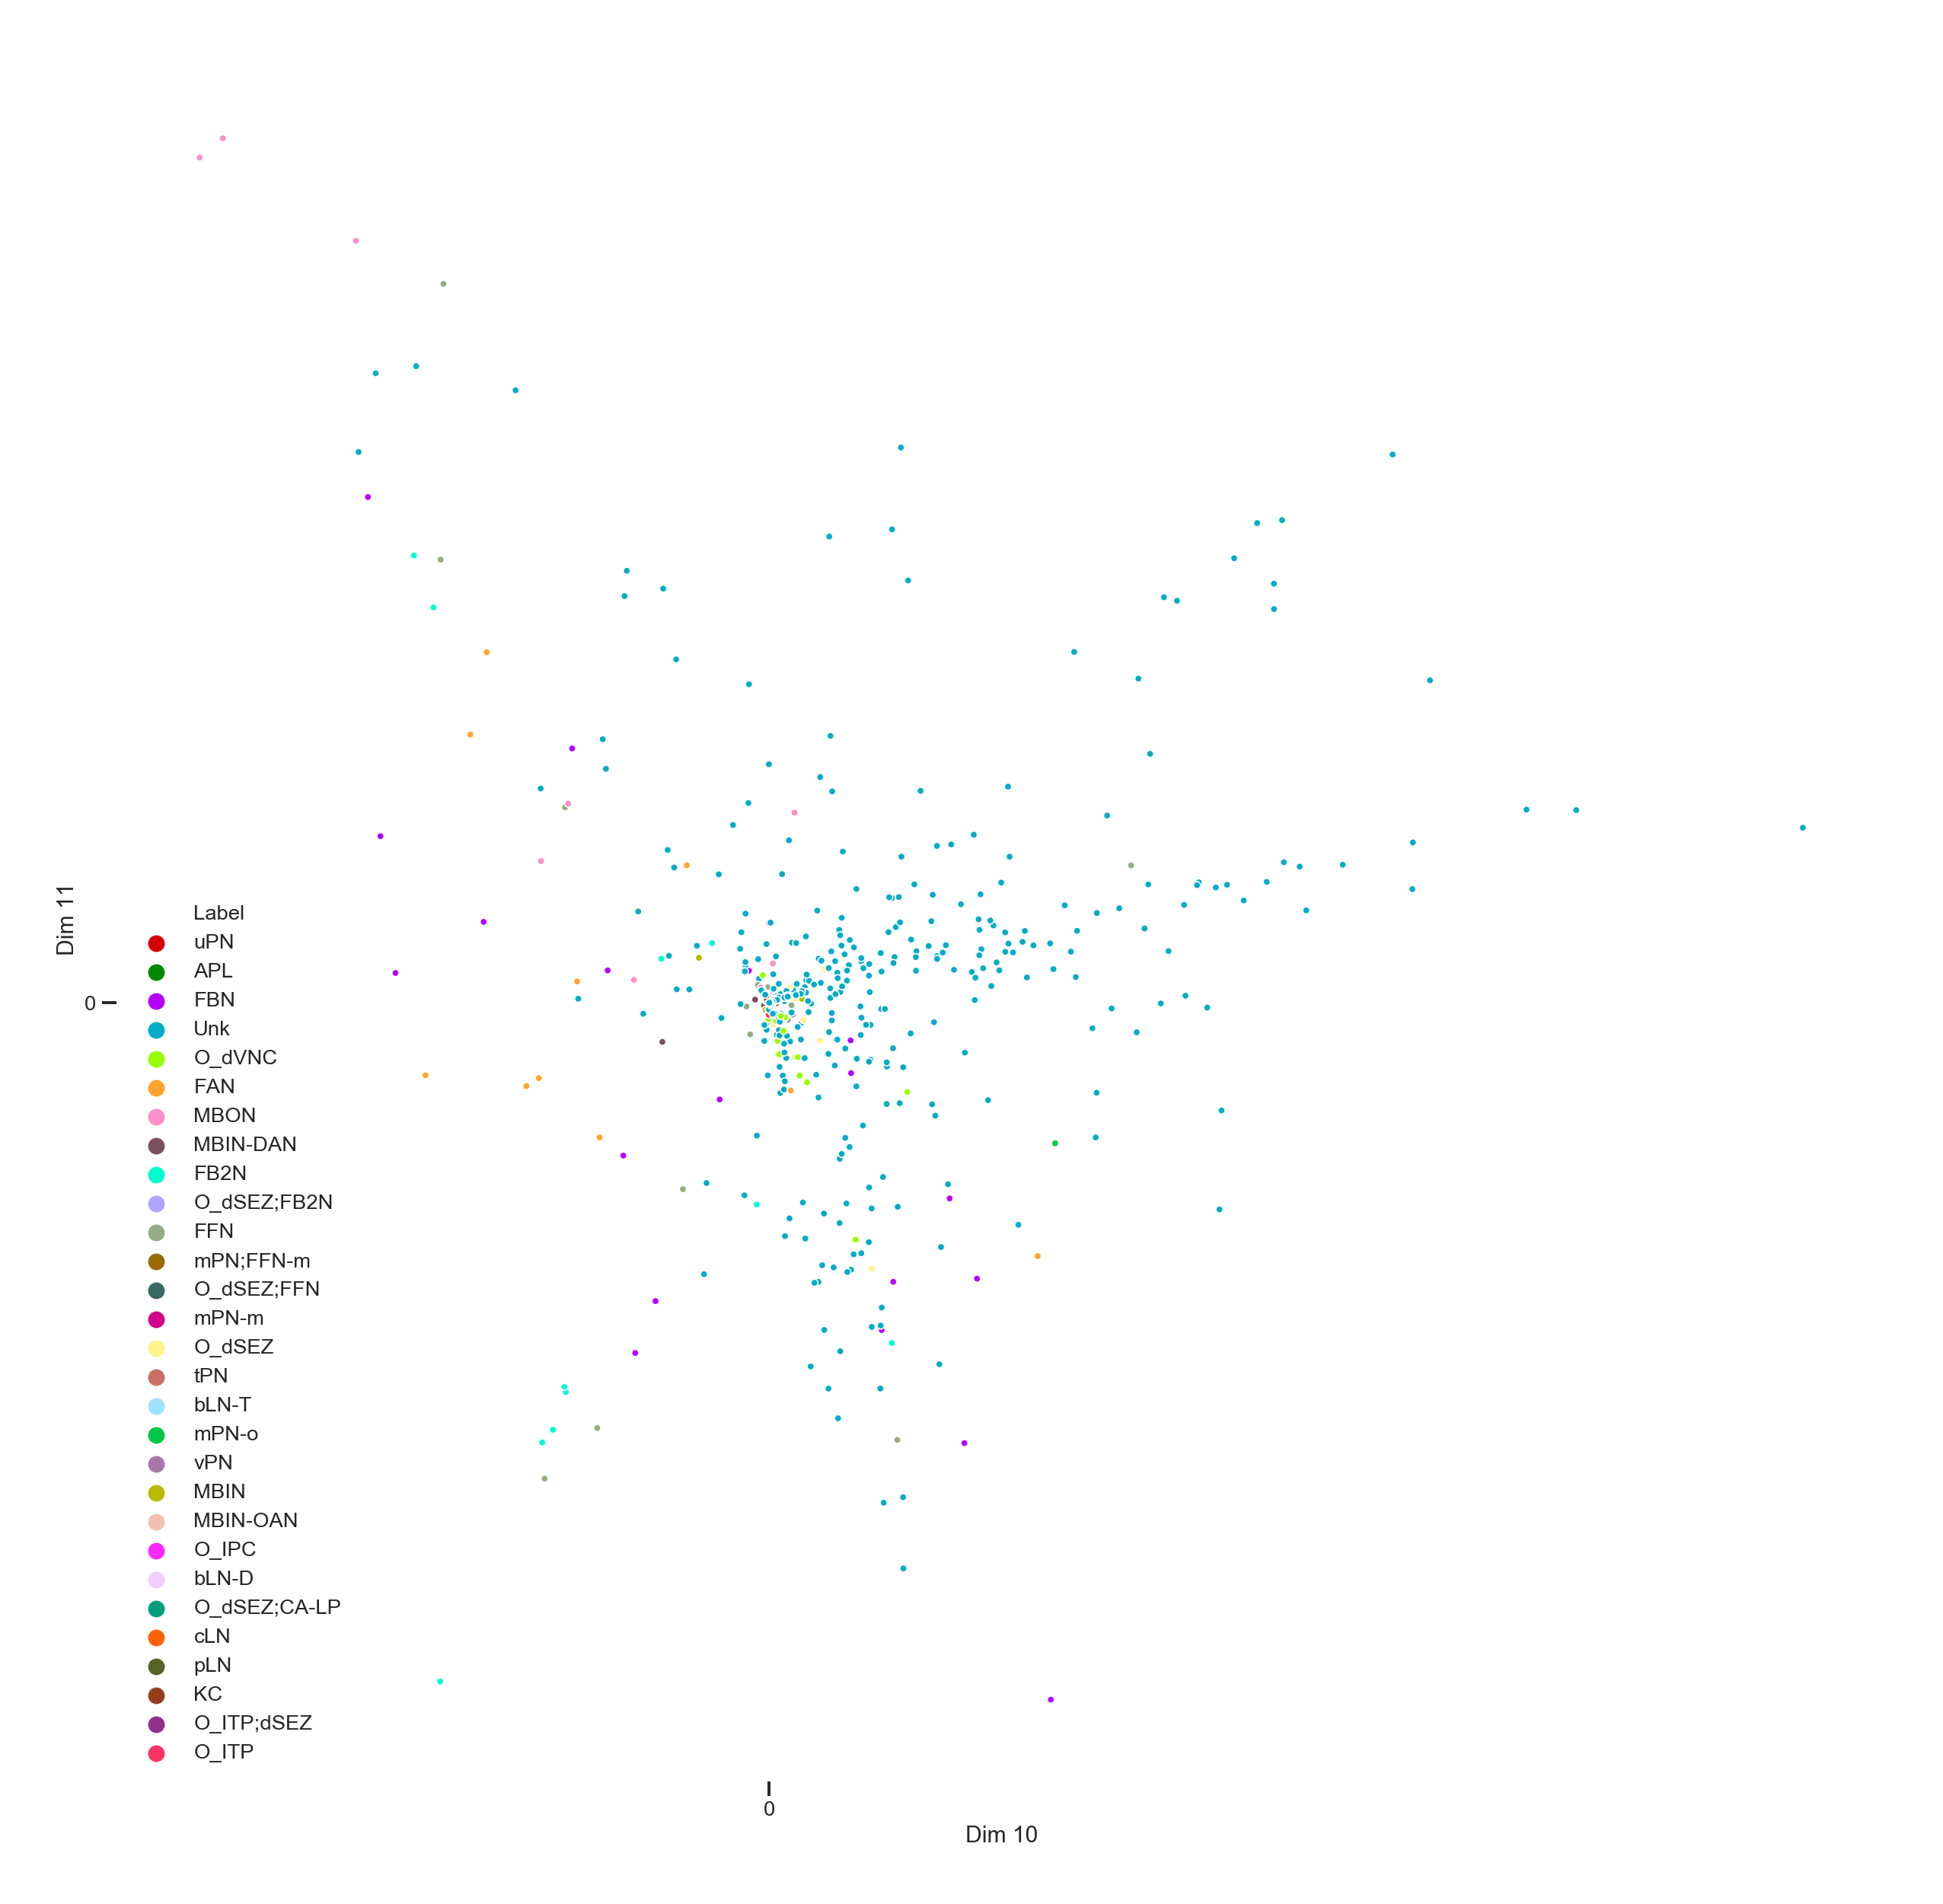 Dim 11
Label
uPN
APL
FBN
0
Unk
O_dVNC
FAN
MBON
MBIN-DAN
FB2N
O_dSEZ;FB2N
FFN
mPN;FFN-m
O_dSEZ;FFN
mPN-m
O_dSEZ
tPN
bLN-T
mPN-o
vPN
MBIN
MBIN-OAN
O_IPC
bLN-D
O_dSEZ;CA-LP
cLN
pLN
KC
O_ITP;dSEZ
O_ITP
0
Dim 10